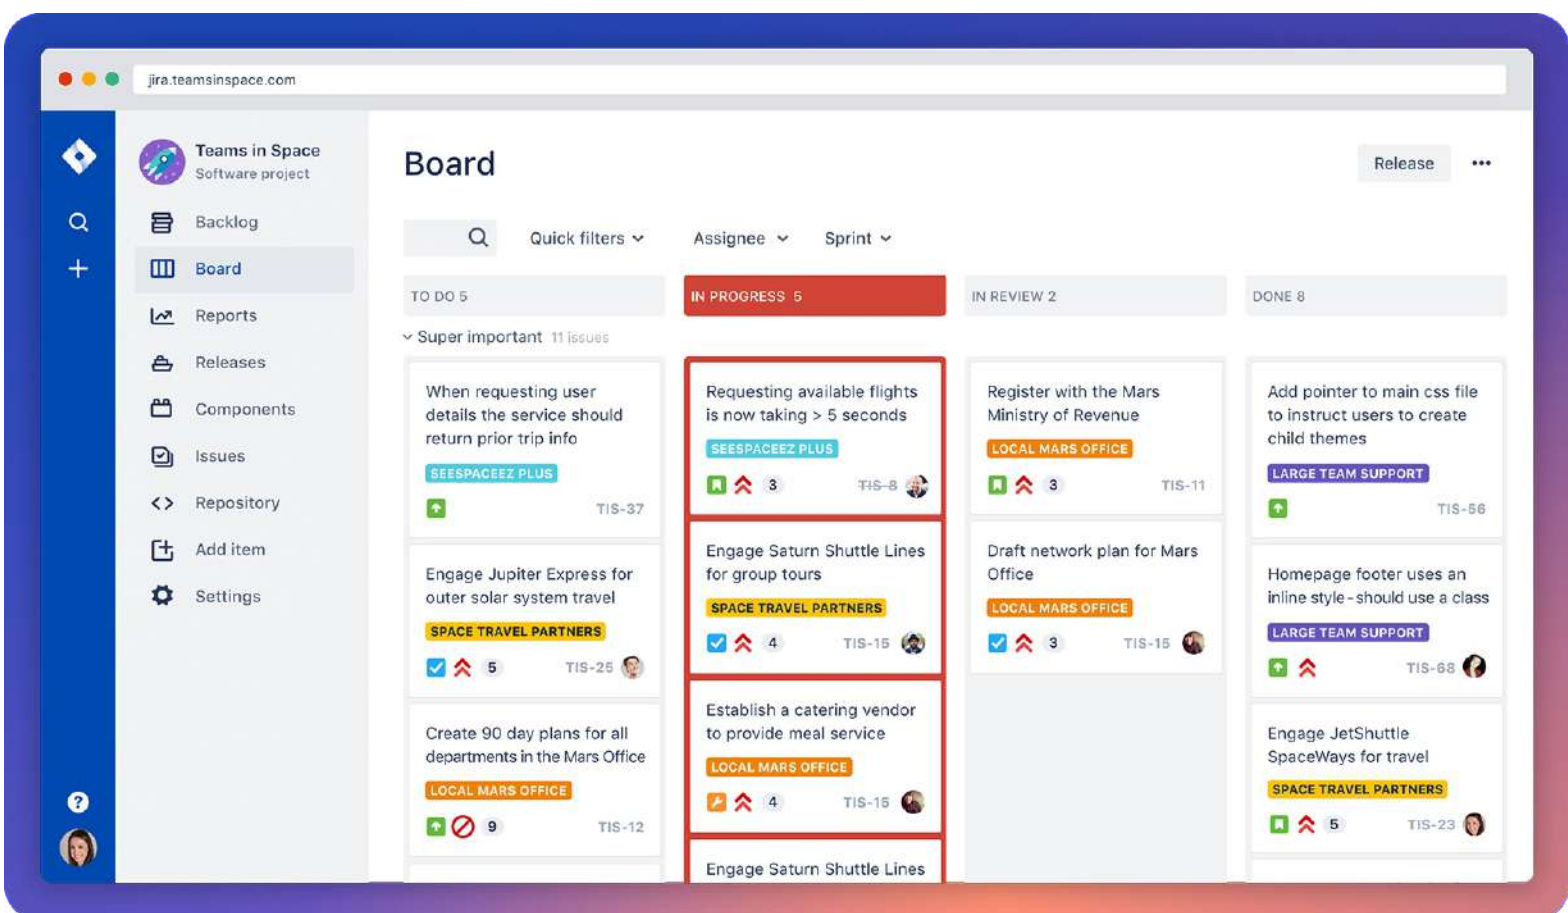 jira.teamsinspace.com
Teams in Space
Software project
Backlog
Board
Reports
Releases
Components
Issues
Repository
Add item
Settings
?
Board
Release
Quick filters
Assignee
Sprint
TO DO 5
IN PROGRESS 5
IN REVIEW 2
DONE 8
Super important 11 issues
When requesting user
details the service should
return prior trip info
SEESPACEEZ PLUS
TIS-37
Engage Jupiter Express for
outer solar system travel
SPACE TRAVEL PARTNERS
5 TIS-25
Create 90 day plans for all
departments in the Mars Office
LOCAL MARS OFFICE
9 TIS-12
Requesting available flights
is now taking > 5 seconds
SEESPACEEZ PLUS
3 TIS-8
Engage Saturn Shuttle Lines
for group tours
SPACE TRAVEL PARTNERS
4 TIS-15
Establish a catering vendor
to provide meal service
LOCAL MARS OFFICE
4 TIS-15
Engage Saturn Shuttle Lines
Register with the Mars
Ministry of Revenue
LOCAL MARS OFFICE
3 TIS-11
Draft network plan for Mars
Office
LOCAL MARS OFFICE
3 TIS-15
Add pointer to main css file
to instruct users to create
child themes
LARGE TEAM SUPPORT
TIS-56
Homepage footer uses an
inline style-should use a class
LARGE TEAM SUPPORT
TIS-68
Engage JetShuttle
SpaceWays for travel
SPACE TRAVEL PARTNERS
5 TIS-23